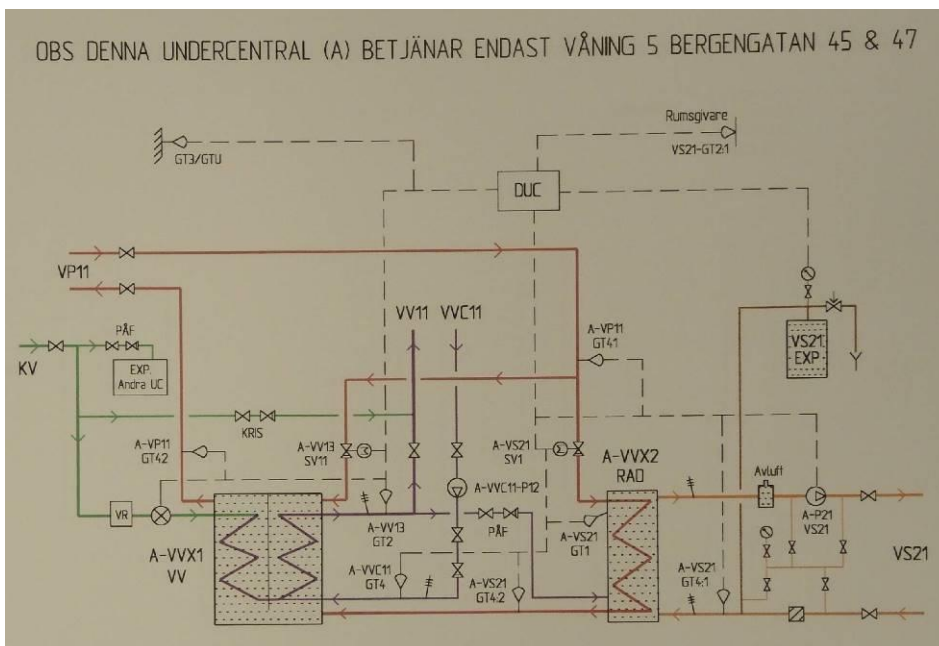 OBS DENNA UNDERCENTRAL (A) BETJÄNAR ENDAST VÅNING 5 BERGENGATAN 45 & 47
Rumsgivare
GT3/GTU
VS21-GT2:1
DUC
VP11
VV11
VVC11
A-VP11
GT41
PÅF
KV
EXP.
Andra UC
VS21
EXP
KRIS
A-VP11
GT42
A-VV13
SV11
A-VS21
SV1
A-VVX2
RAD
Avluft
A-VVC11-P12
VR
A-VV13
GT2
PÅF
A-VS21
GT1
A-P21
VS21
A-VVX1
VV
A-VVC11
GT4
A-VS21
GT4:2
A-VS21
GT4:1
VS21